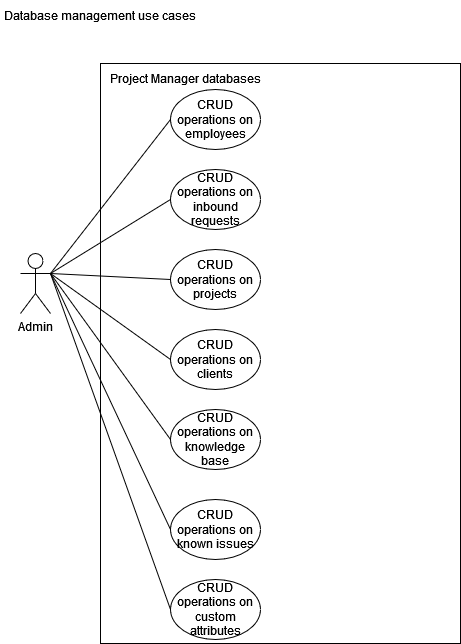 Database management use cases
Project Manager databases
CRUD
operations on
employees
CRUD
operations on
inbound
requests
CRUD
operations on
projects
Admin
CRUD
operations on
clients
CRUD
operations on
knowledge
base
CRUD
operations on
known issues
CRUD
operations on
custom
attributes